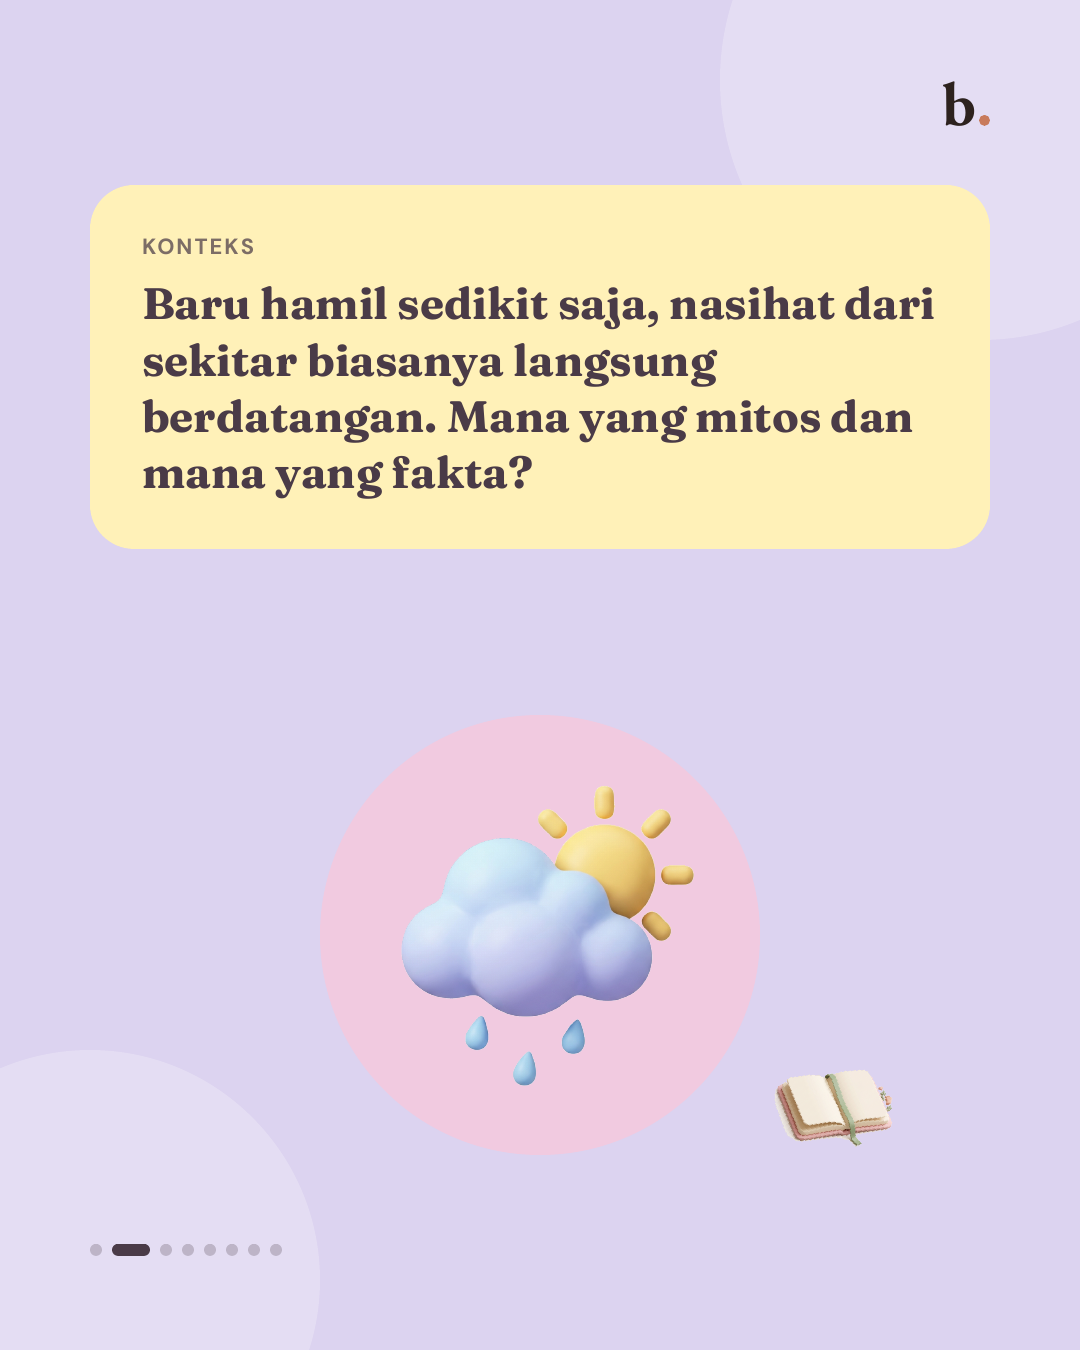 b.
KONTEKS
Baru hamil sedikit saja, nasihat dari
sekitar biasanya langsung
berdatangan. Mana yang mitos dan
mana yang fakta?